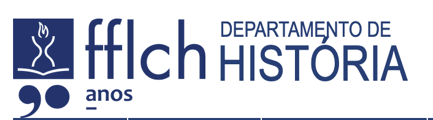 fflch
90 anos
DEPARTAMENTO DE
HISTÓRIA